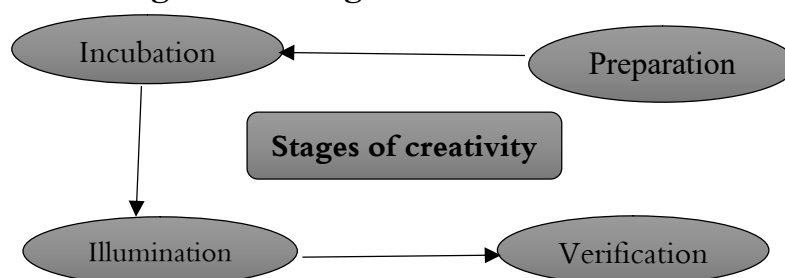 Incubation
Preparation
Stages of creativity
Illumination
Verification